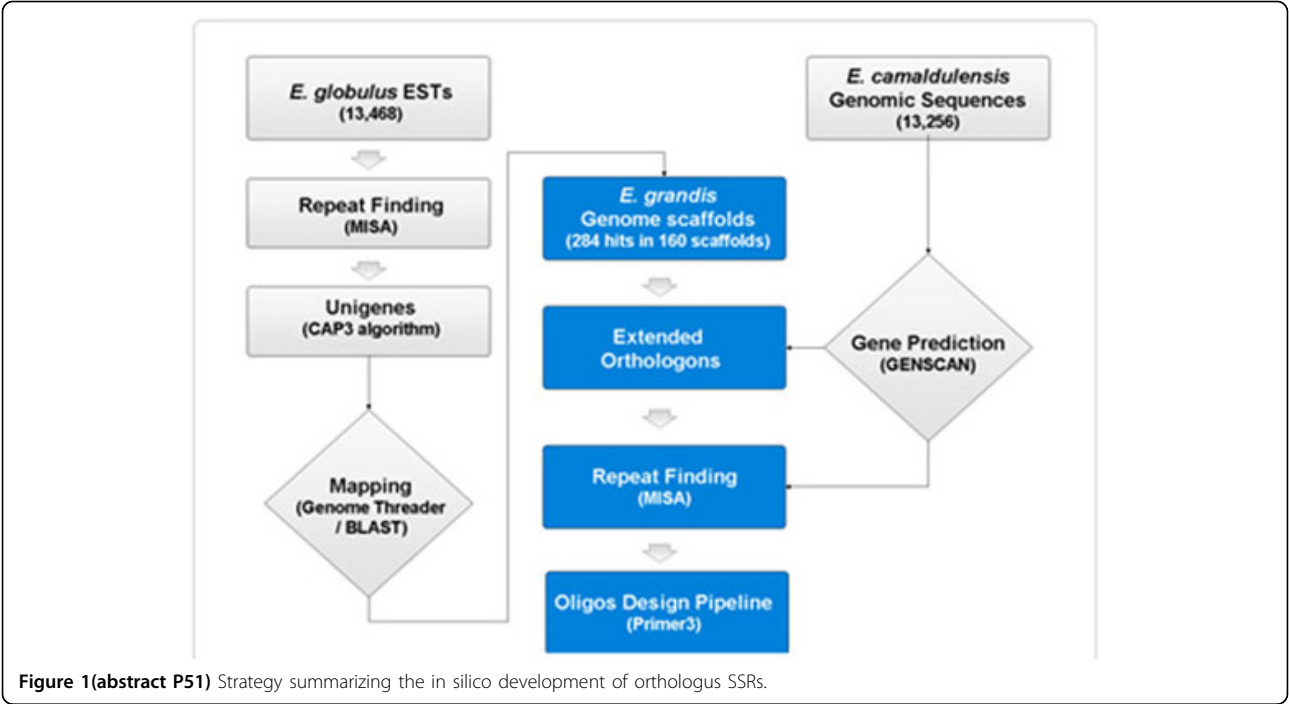 E. globulus ESTs
(13,468)
Repeat Finding
(MISA)
Unigenes
(CAP3 algorithm)
Mapping
(Genome Threader
/ BLAST)
E. grandis
Genome scaffolds
(284 hits in 160 scaffolds)
Extended
Orthologons
Repeat Finding
(MISA)
Oligos Design Pipeline
(Primer3)
E. camaldulensis
Genomic Sequences
(13,256)
Gene Prediction
(GENSCAN)
Figure 1(abstract P51) Strategy summarizing the in silico development of orthologus SSRs.